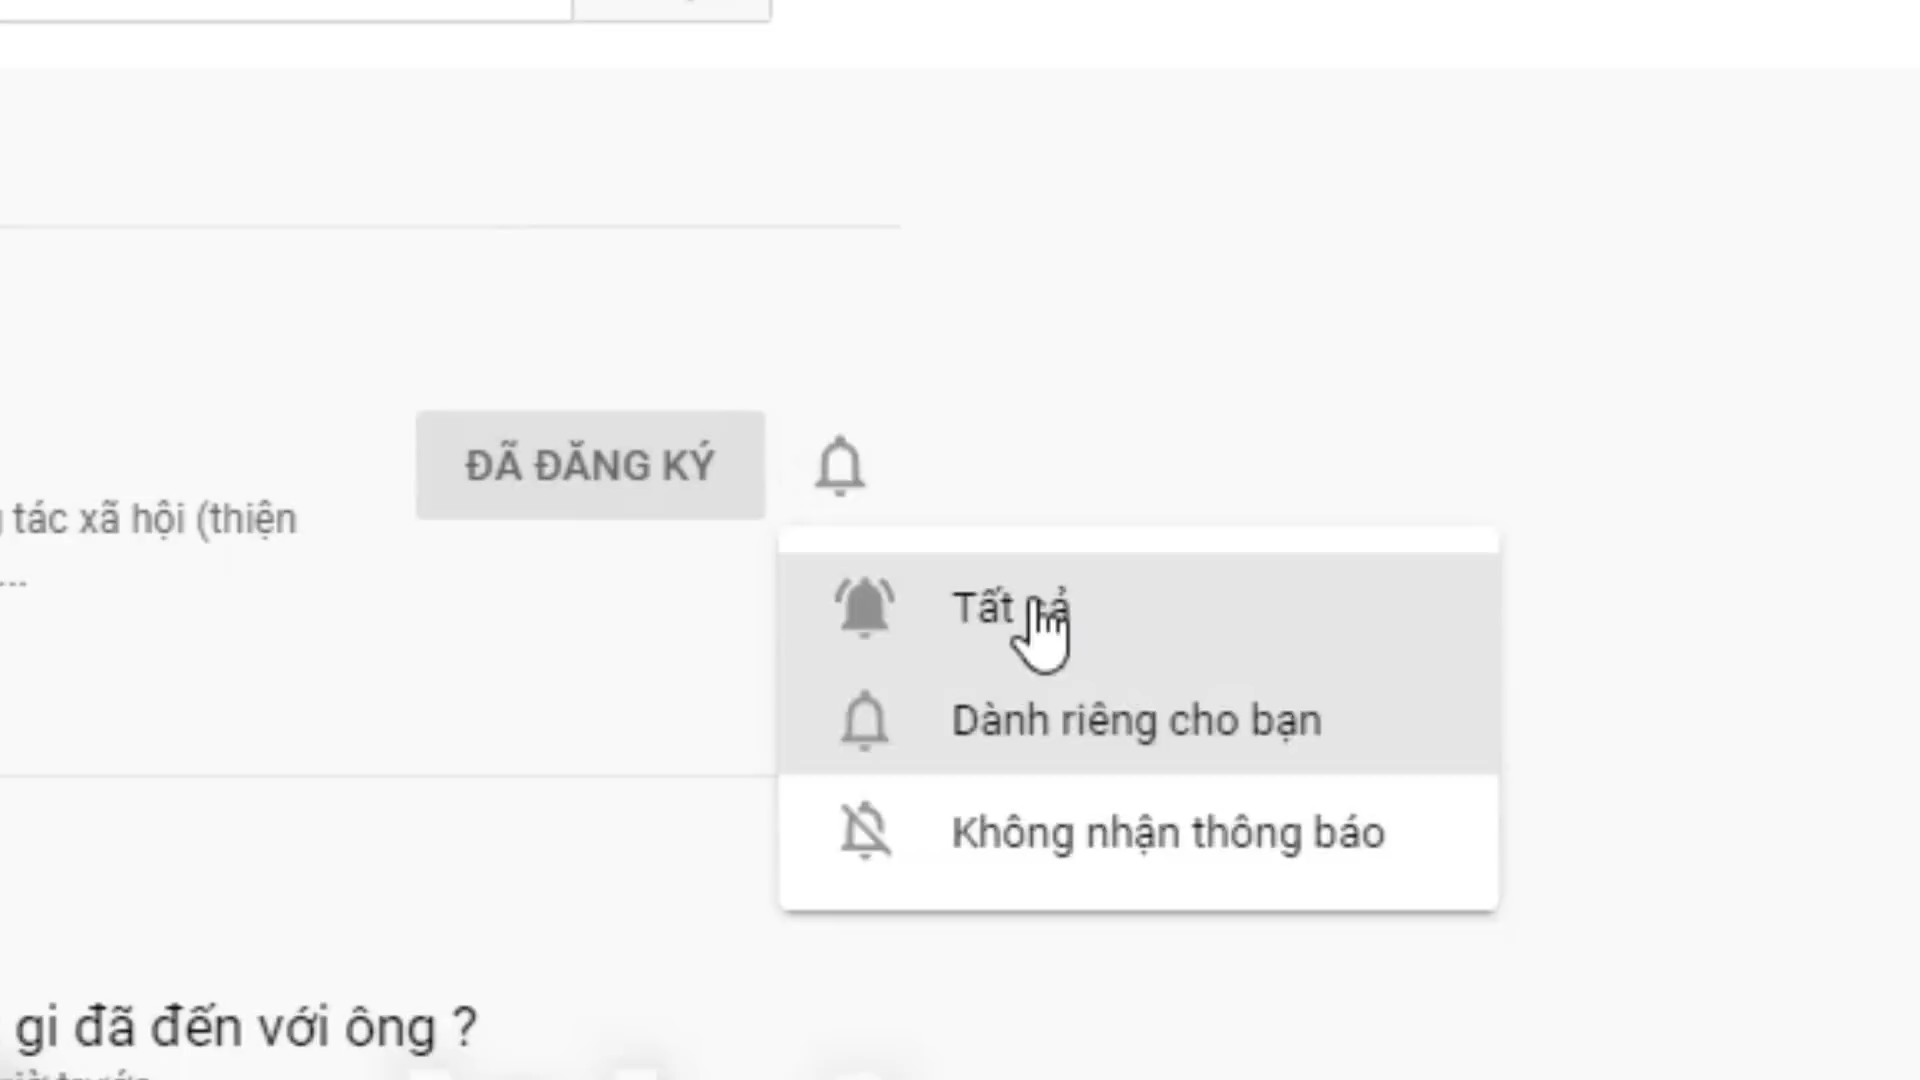 ĐÃ ĐĂNG KÝ
tác xã hội (thiện
...
Tất cả
Dành riêng cho bạn
Không nhận thông báo
gi đã đến với ông ?